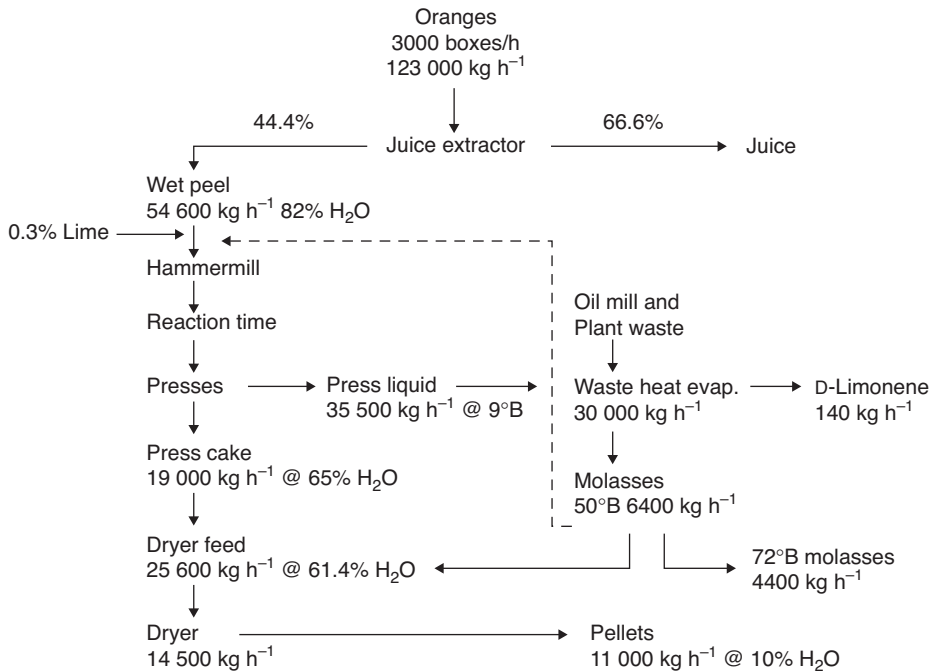 Oranges
3000 boxes/h
123 000 kg h⁻¹
44.4%
66.6%
Juice extractor
Juice
Wet peel
54 600 kg h⁻¹ 82% H₂O
0.3% Lime
Hammermill
Oil mill and
Plant waste
Reaction time
Presses
Press liquid
35 500 kg h⁻¹ @ 9°B
Waste heat evap.
30 000 kg h⁻¹
D-Limonene
140 kg h⁻¹
Press cake
19 000 kg h⁻¹ @ 65% H₂O
Molasses
50°B 6400 kg h⁻¹
Dryer feed
25 600 kg h⁻¹ @ 61.4% H₂O
72°B molasses
4400 kg h⁻¹
Dryer
14 500 kg h⁻¹
Pellets
11 000 kg h⁻¹ @ 10% H₂O